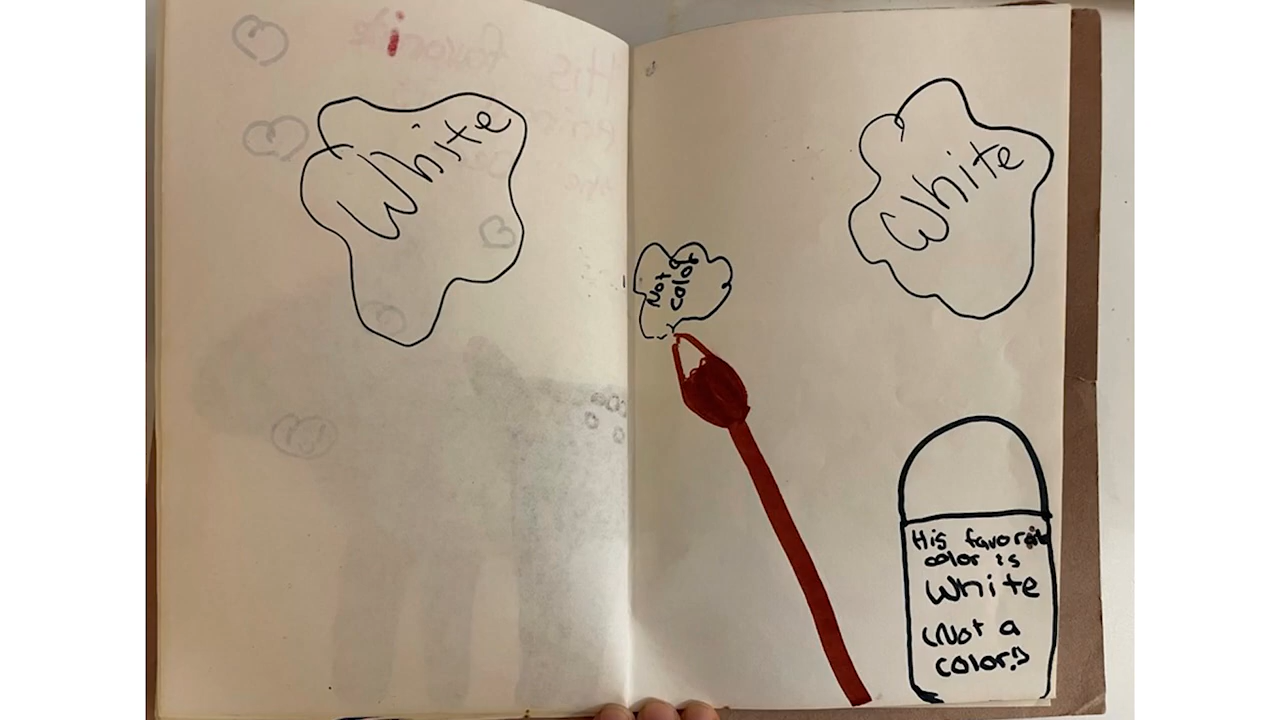 White
White
Not
color
His favorite
color is
White
(Not a
color!)